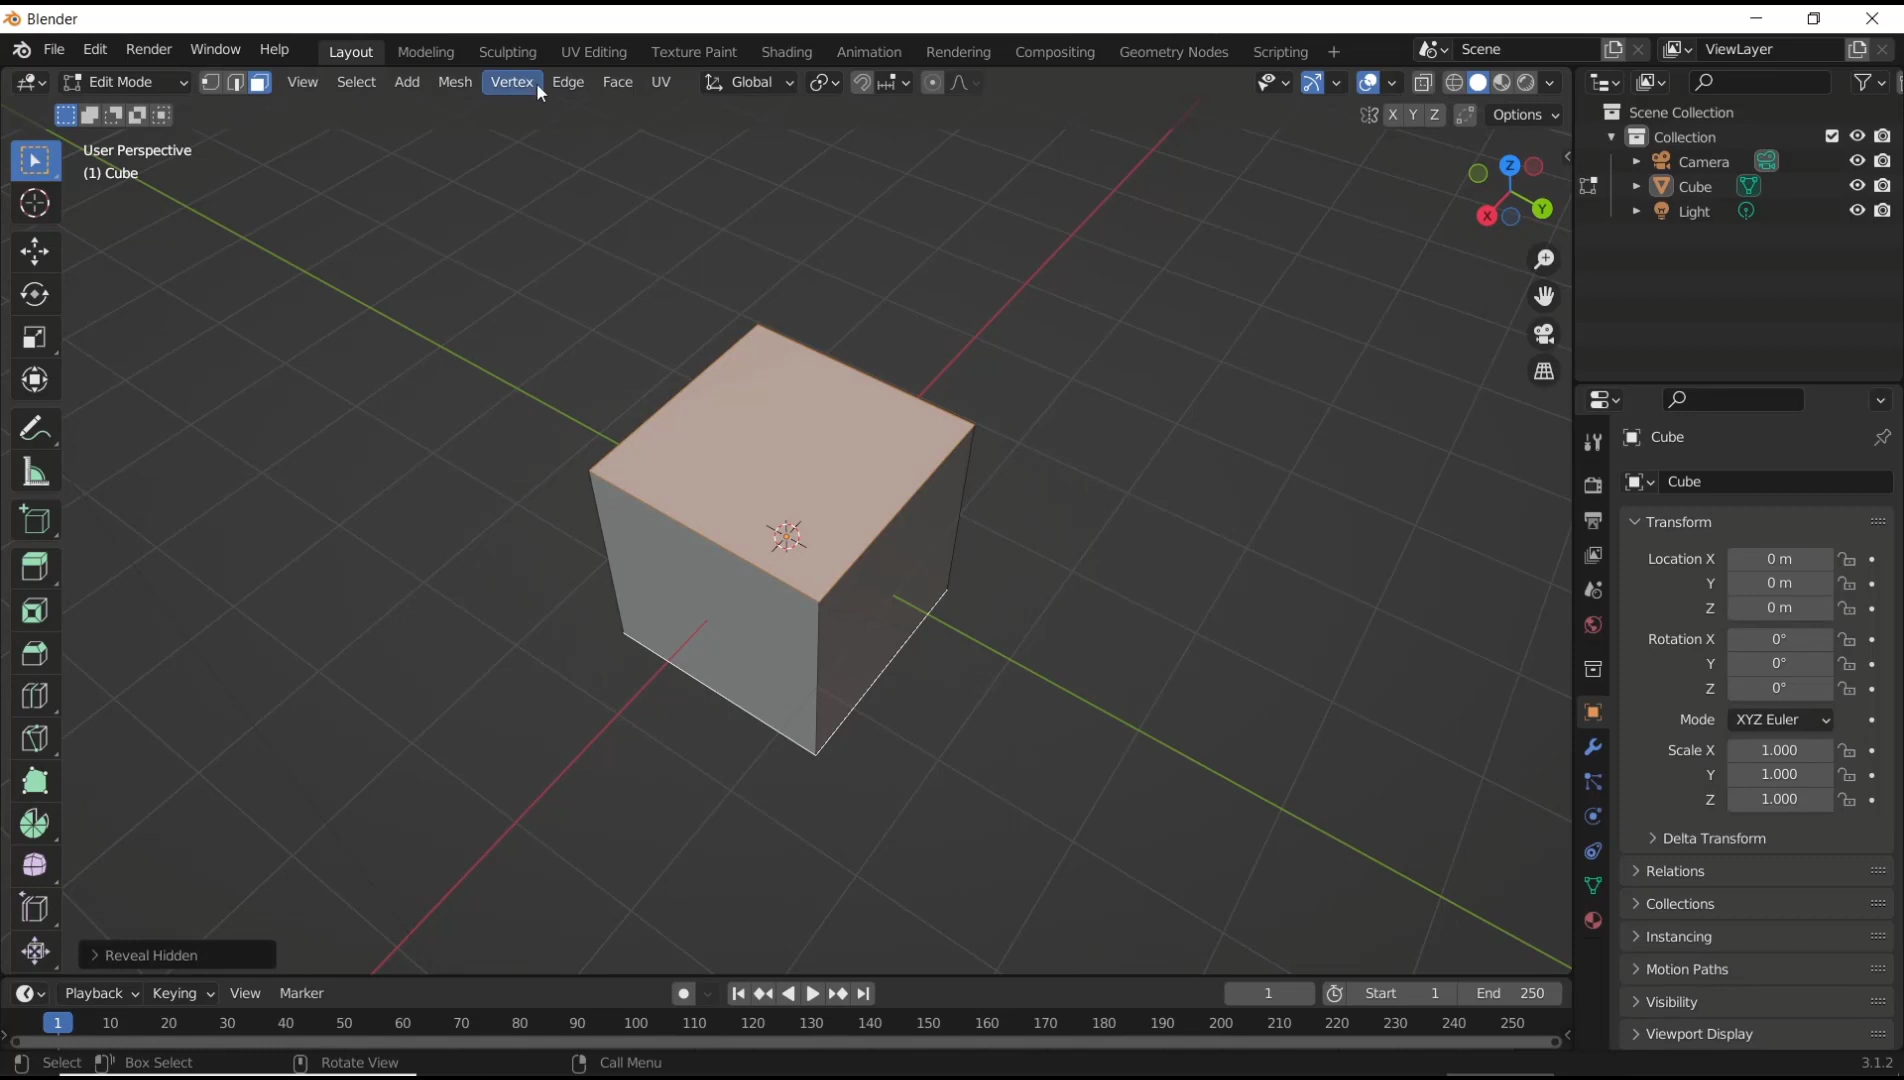 Blender
File Edit Render Window Help Layout Modeling Sculpting UV Editing Texture Paint Shading Animation Rendering Compositing Geometry Nodes Scripting + Scene ViewLayer
Edit Mode View Select Add Mesh Vertex Edge Face UV Global
X Y Z Options
User Perspective
(1) Cube
Z
Y
X
Scene Collection
Collection
Camera
Cube
Light
Cube
Cube
Transform
Location X 0 m
Y 0 m
Z 0 m
Rotation X 0°
Y 0°
Z 0°
Mode XYZ Euler
Scale X 1.000
Y 1.000
Z 1.000
Delta Transform
Relations
Collections
Instancing
Motion Paths
Visibility
Viewport Display
Reveal Hidden
Playback Keying View Marker 1 Start 1 End 250
1 10 20 30 40 50 60 70 80 90 100 110 120 130 140 150 160 170 180 190 200 210 220 230 240 250
Select Box Select Rotate View Call Menu 3.1.2